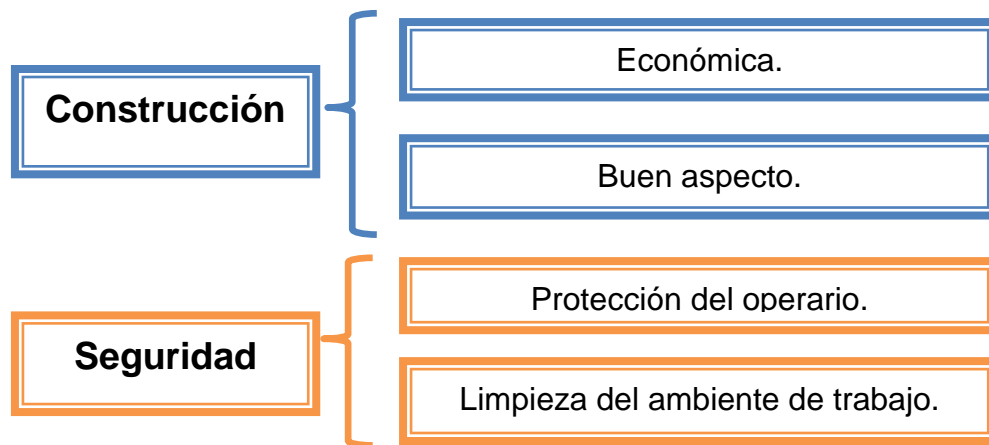 Construcción
Económica.
Buen aspecto.
Seguridad
Protección del operario.
Limpieza del ambiente de trabajo.